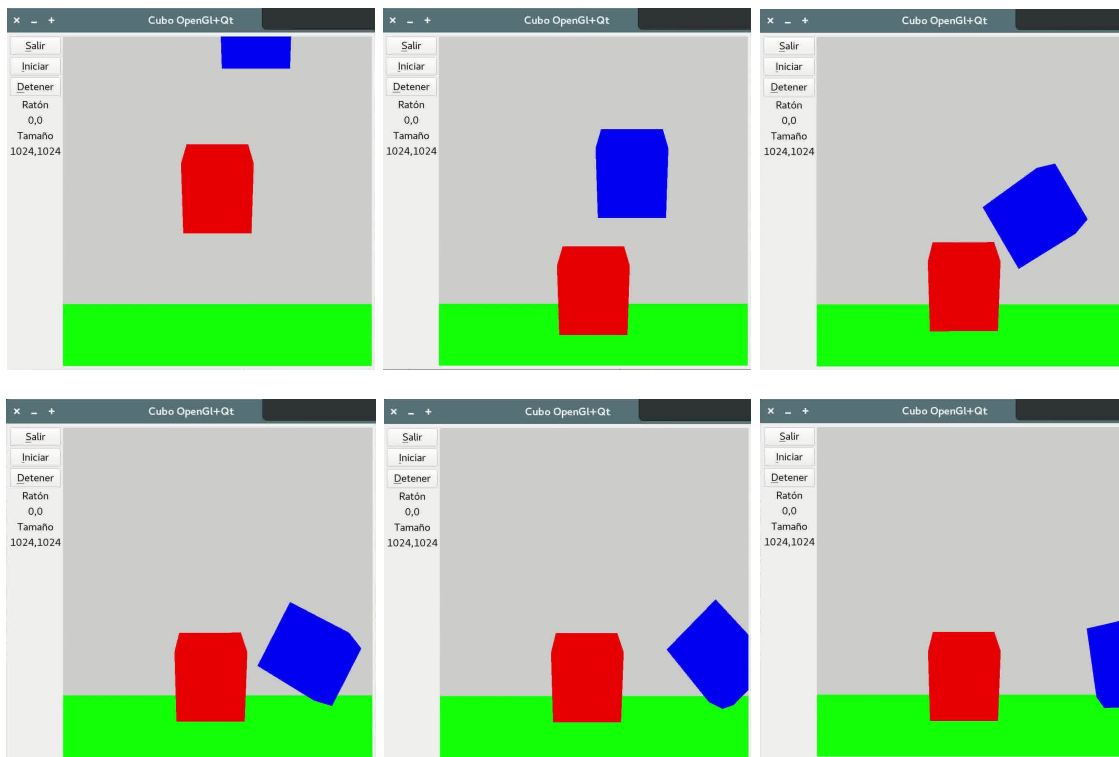 Cubo OpenGl+Qt
Salir
Iniciar
Detener
Ratón
0,0
Tamaño
1024,1024
Cubo OpenGl+Qt
Salir
Iniciar
Detener
Ratón
0,0
Tamaño
1024,1024
Cubo OpenGl+Qt
Salir
Iniciar
Detener
Ratón
0,0
Tamaño
1024,1024
Cubo OpenGl+Qt
Salir
Iniciar
Detener
Ratón
0,0
Tamaño
1024,1024
Cubo OpenGl+Qt
Salir
Iniciar
Detener
Ratón
0,0
Tamaño
1024,1024
Cubo OpenGl+Qt
Salir
Iniciar
Detener
Ratón
0,0
Tamaño
1024,1024